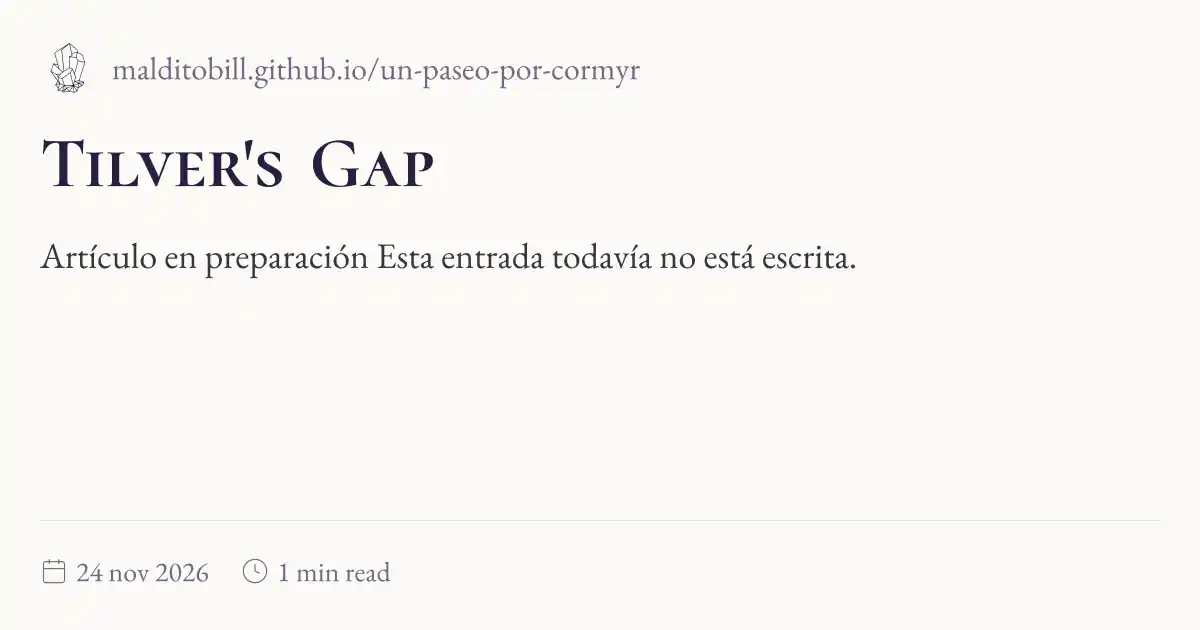 malditobill.github.io/un-paseo-por-cormyr
Tilver's Gap
Artículo en preparación Esta entrada todavía no está escrita.
24 nov 2026 1 min read